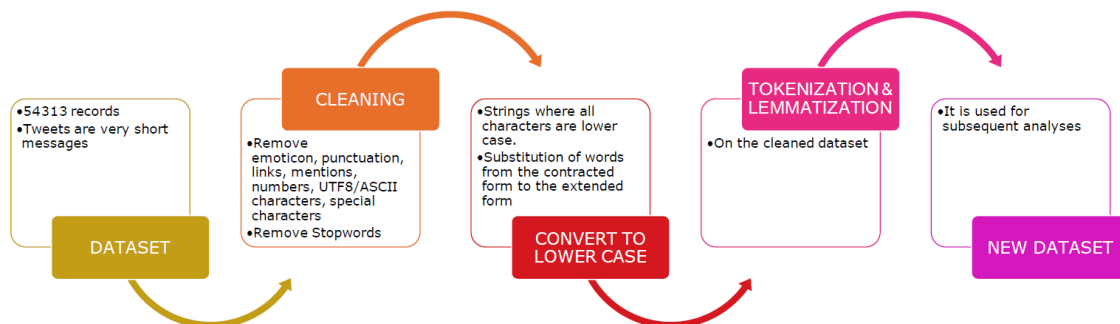 •54313 records
•Tweets are very short
messages
DATASET
CLEANING
•Remove
emoticon, punctuation,
links, mentions,
numbers, UTF8/ASCII
characters, special
characters
•Remove Stopwords
•Strings where all
characters are lower
case.
•Substitution of words
from the contracted
form to the extended
form
CONVERT TO
LOWER CASE
TOKENIZATION &
LEMMATIZATION
•On the cleaned dataset
•It is used for
subsequent analyses
NEW DATASET